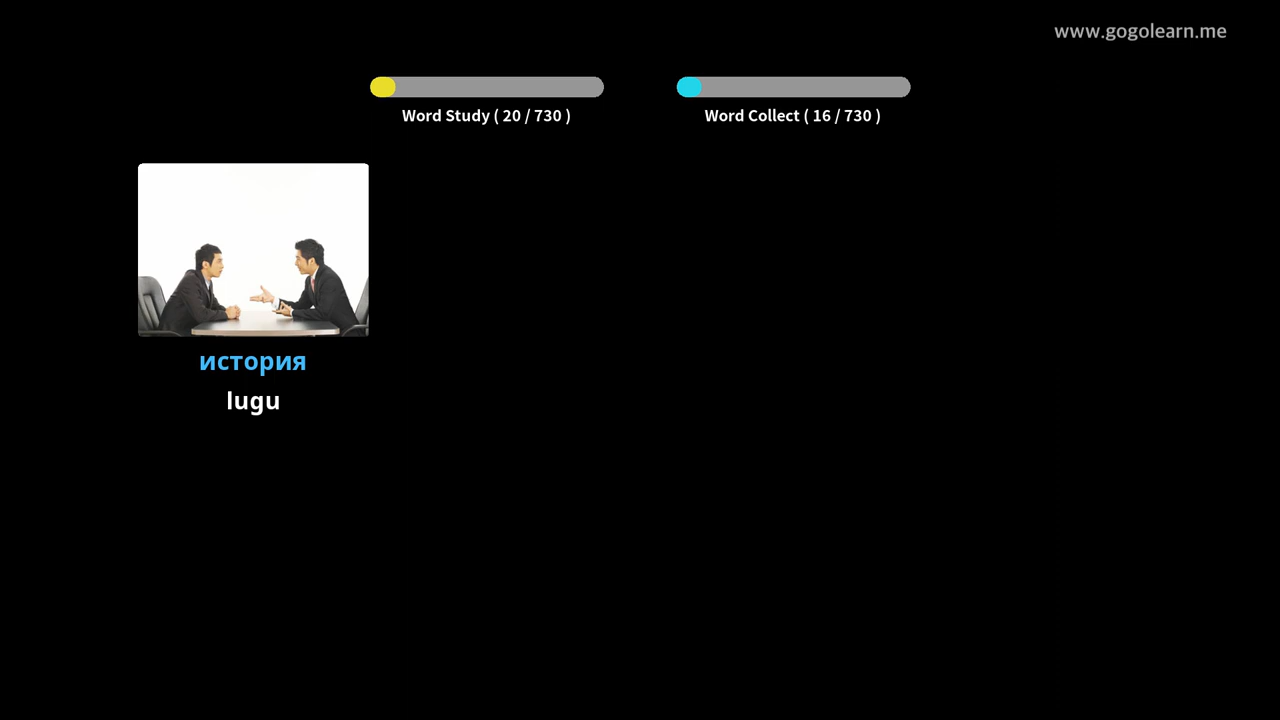 www.gogolearn.me
Word Study ( 20 / 730 )
Word Collect ( 16 / 730 )
история
lugu